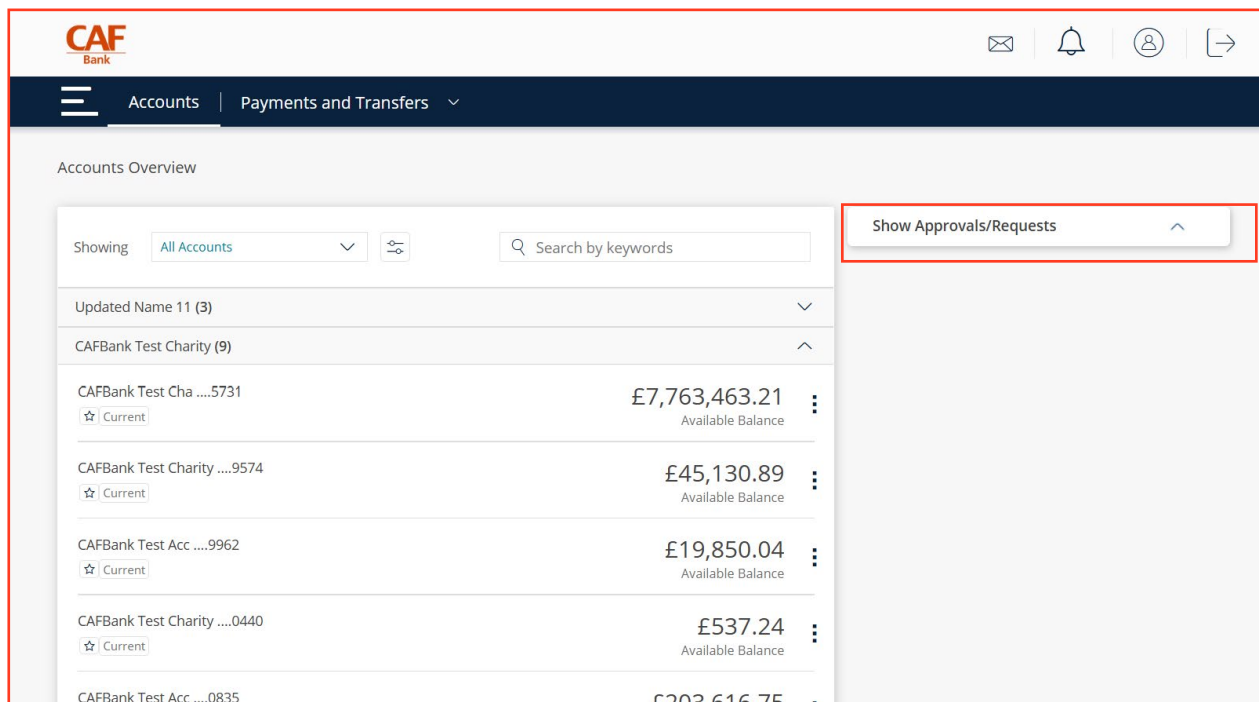 CAF
Bank
Accounts | Payments and Transfers
Accounts Overview
Showing All Accounts Search by keywords
Show Approvals/Requests
Updated Name 11 (3)
CAFBank Test Charity (9)
CAFBank Test Cha ....5731
£7,763,463.21
Current
Available Balance
CAFBank Test Charity ....9574
£45,130.89
Current
Available Balance
CAFBank Test Acc ....9962
£19,850.04
Current
Available Balance
CAFBank Test Charity ....0440
£537.24
Current
Available Balance
CAFBank Test Acc ....0835
£203,616.75